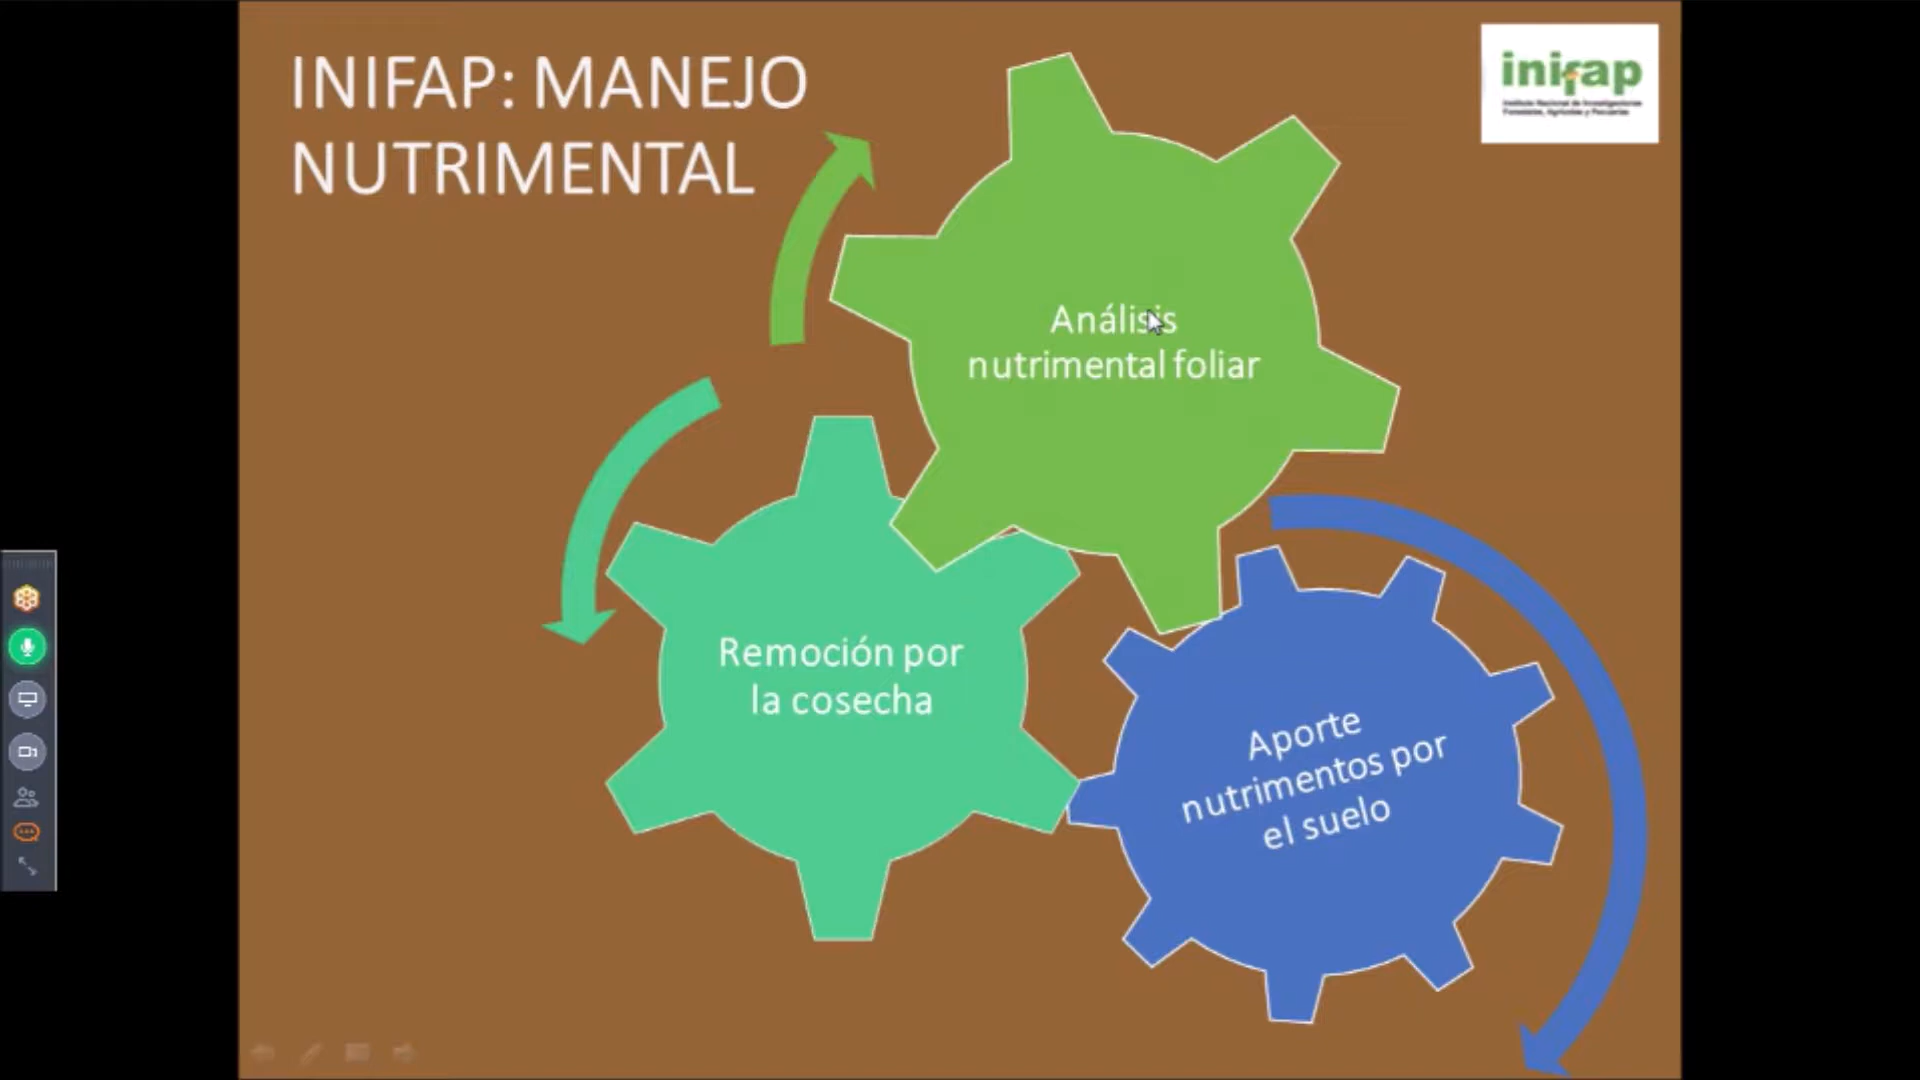 INIFAP: MANEJO
NUTRIMENTAL
inifap
Instituto Nacional de Investigaciones
Forestales, Agrícolas y Pecuarias
Análisis
nutrimental foliar
Remoción por
la cosecha
Aporte
nutrimentos por
el suelo